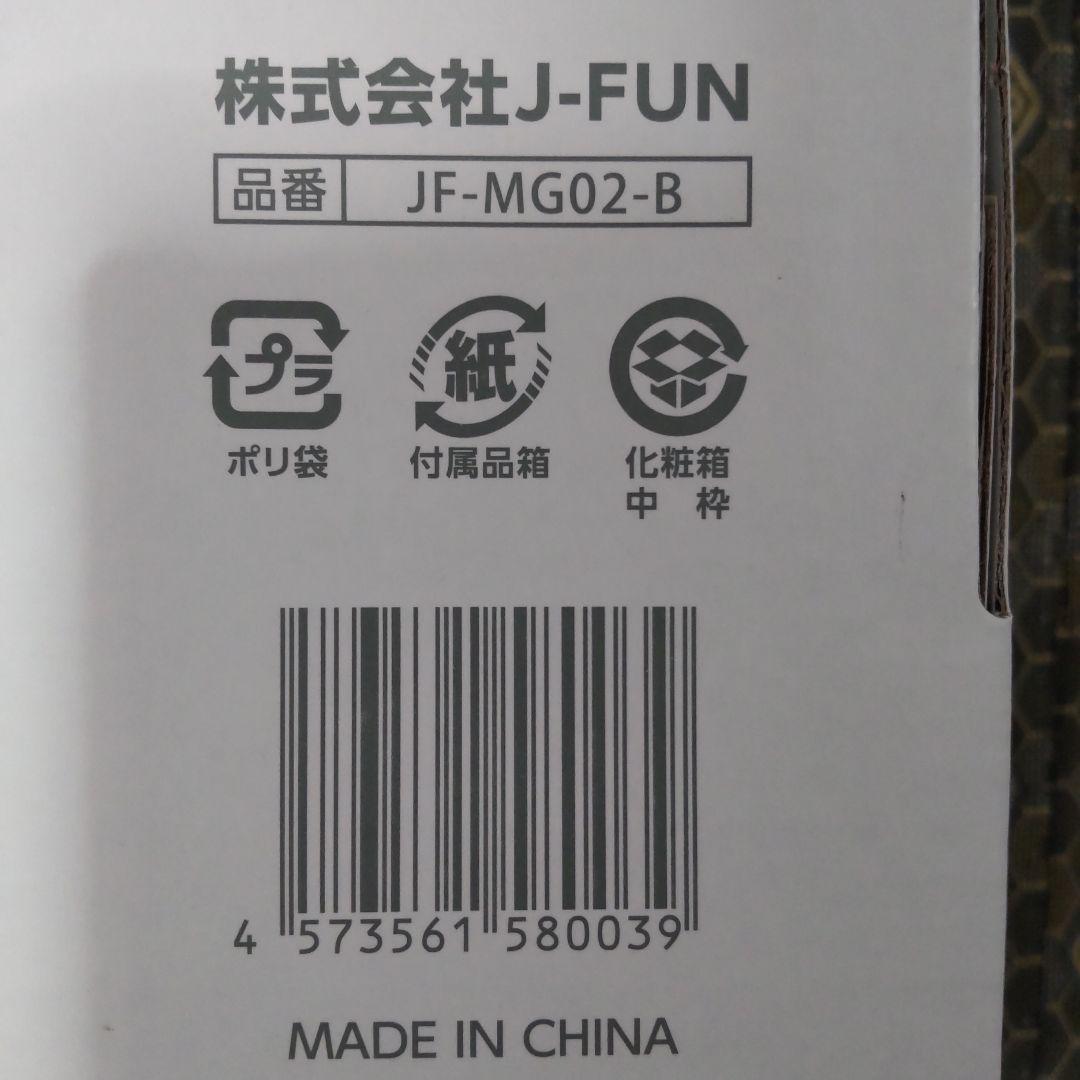 株式会社J-FUN
品番 JF-MG02-B
プラ 紙
ポリ袋 付属品箱 化粧箱
中 枠
4 573561 580039
MADE IN CHINA